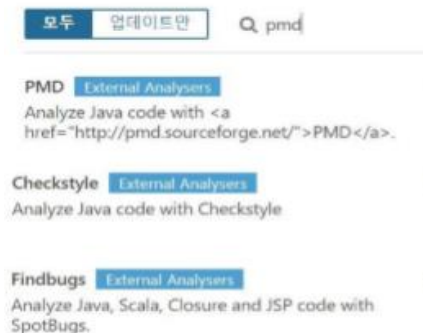 모두 업데이트만 pmd
PMD External Analysers
Analyze Java code with <a
href="http://pmd.sourceforge.net/">PMD</a>.
Checkstyle External Analysers
Analyze Java code with Checkstyle
Findbugs External Analysers
Analyze Java, Scala, Closure and JSP code with
SpotBugs.